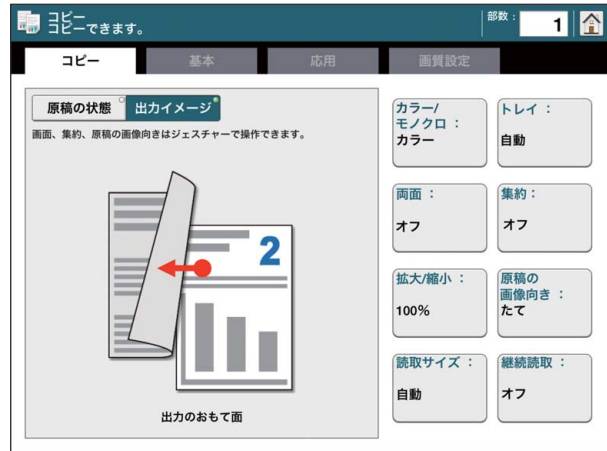 コピー
コピーできます。
部数：
1
コピー
基本
応用
画質設定
原稿の状態
出力イメージ
画面、集約、原稿の画像向きはジェスチャーで操作できます。
2
出力のおもて面
カラー/
モノクロ：
カラー
トレイ：
自動
両面：
オフ
集約：
オフ
拡大/縮小：
100%
原稿の
画像向き：
たて
読取サイズ：
自動
継続読取：
オフ